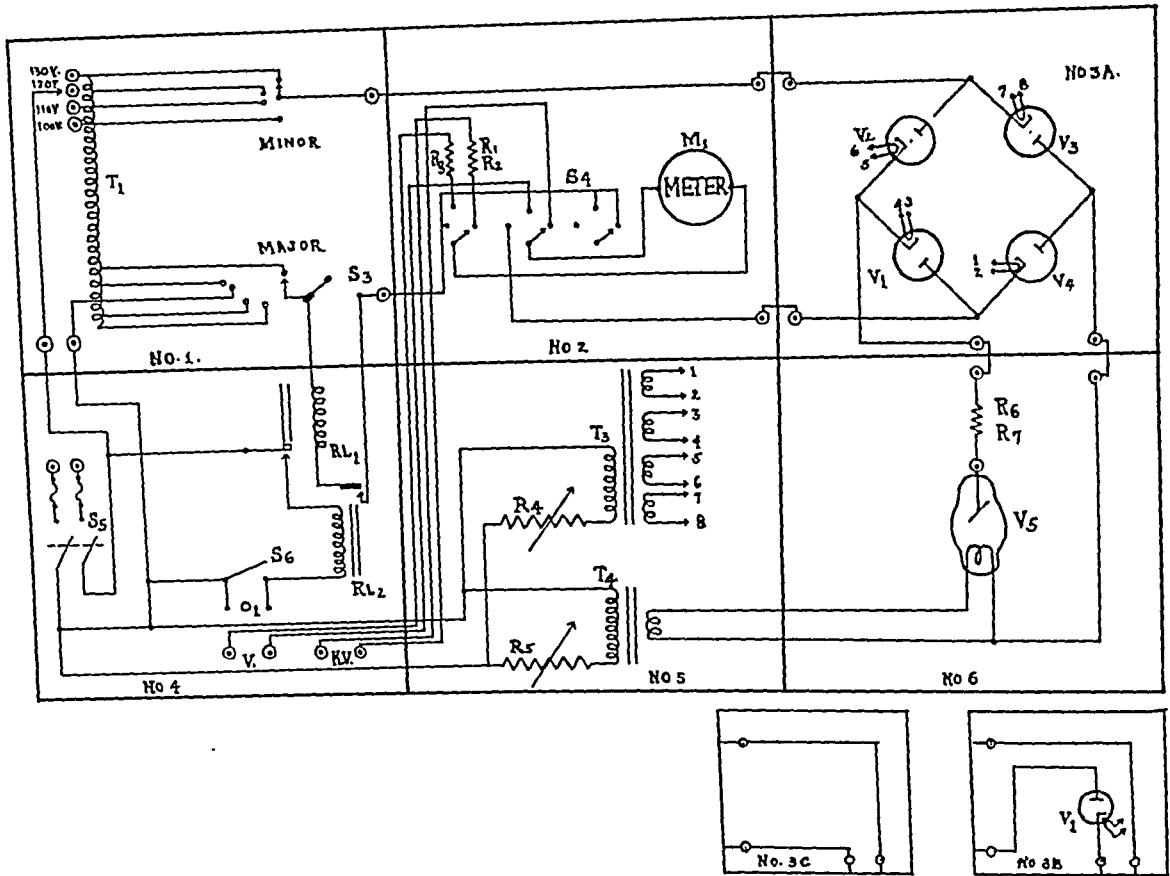 130V.
120V
110V
100V
T1
MINOR
MAJOR
S3
NO.1.
R3
R1
R2
S4
M1
METER
NO 2
NO 3A.
V2
6
5
7 8
V3
4 3
V1
1
2
V4
RL1
S5
S6
O1
RL2
V.
KV.
NO 4
T3
1
2
3
4
5
6
7
8
R4
T4
R5
NO 5
R6
R7
V5
NO 6
NO. 3C
V1
NO 3B